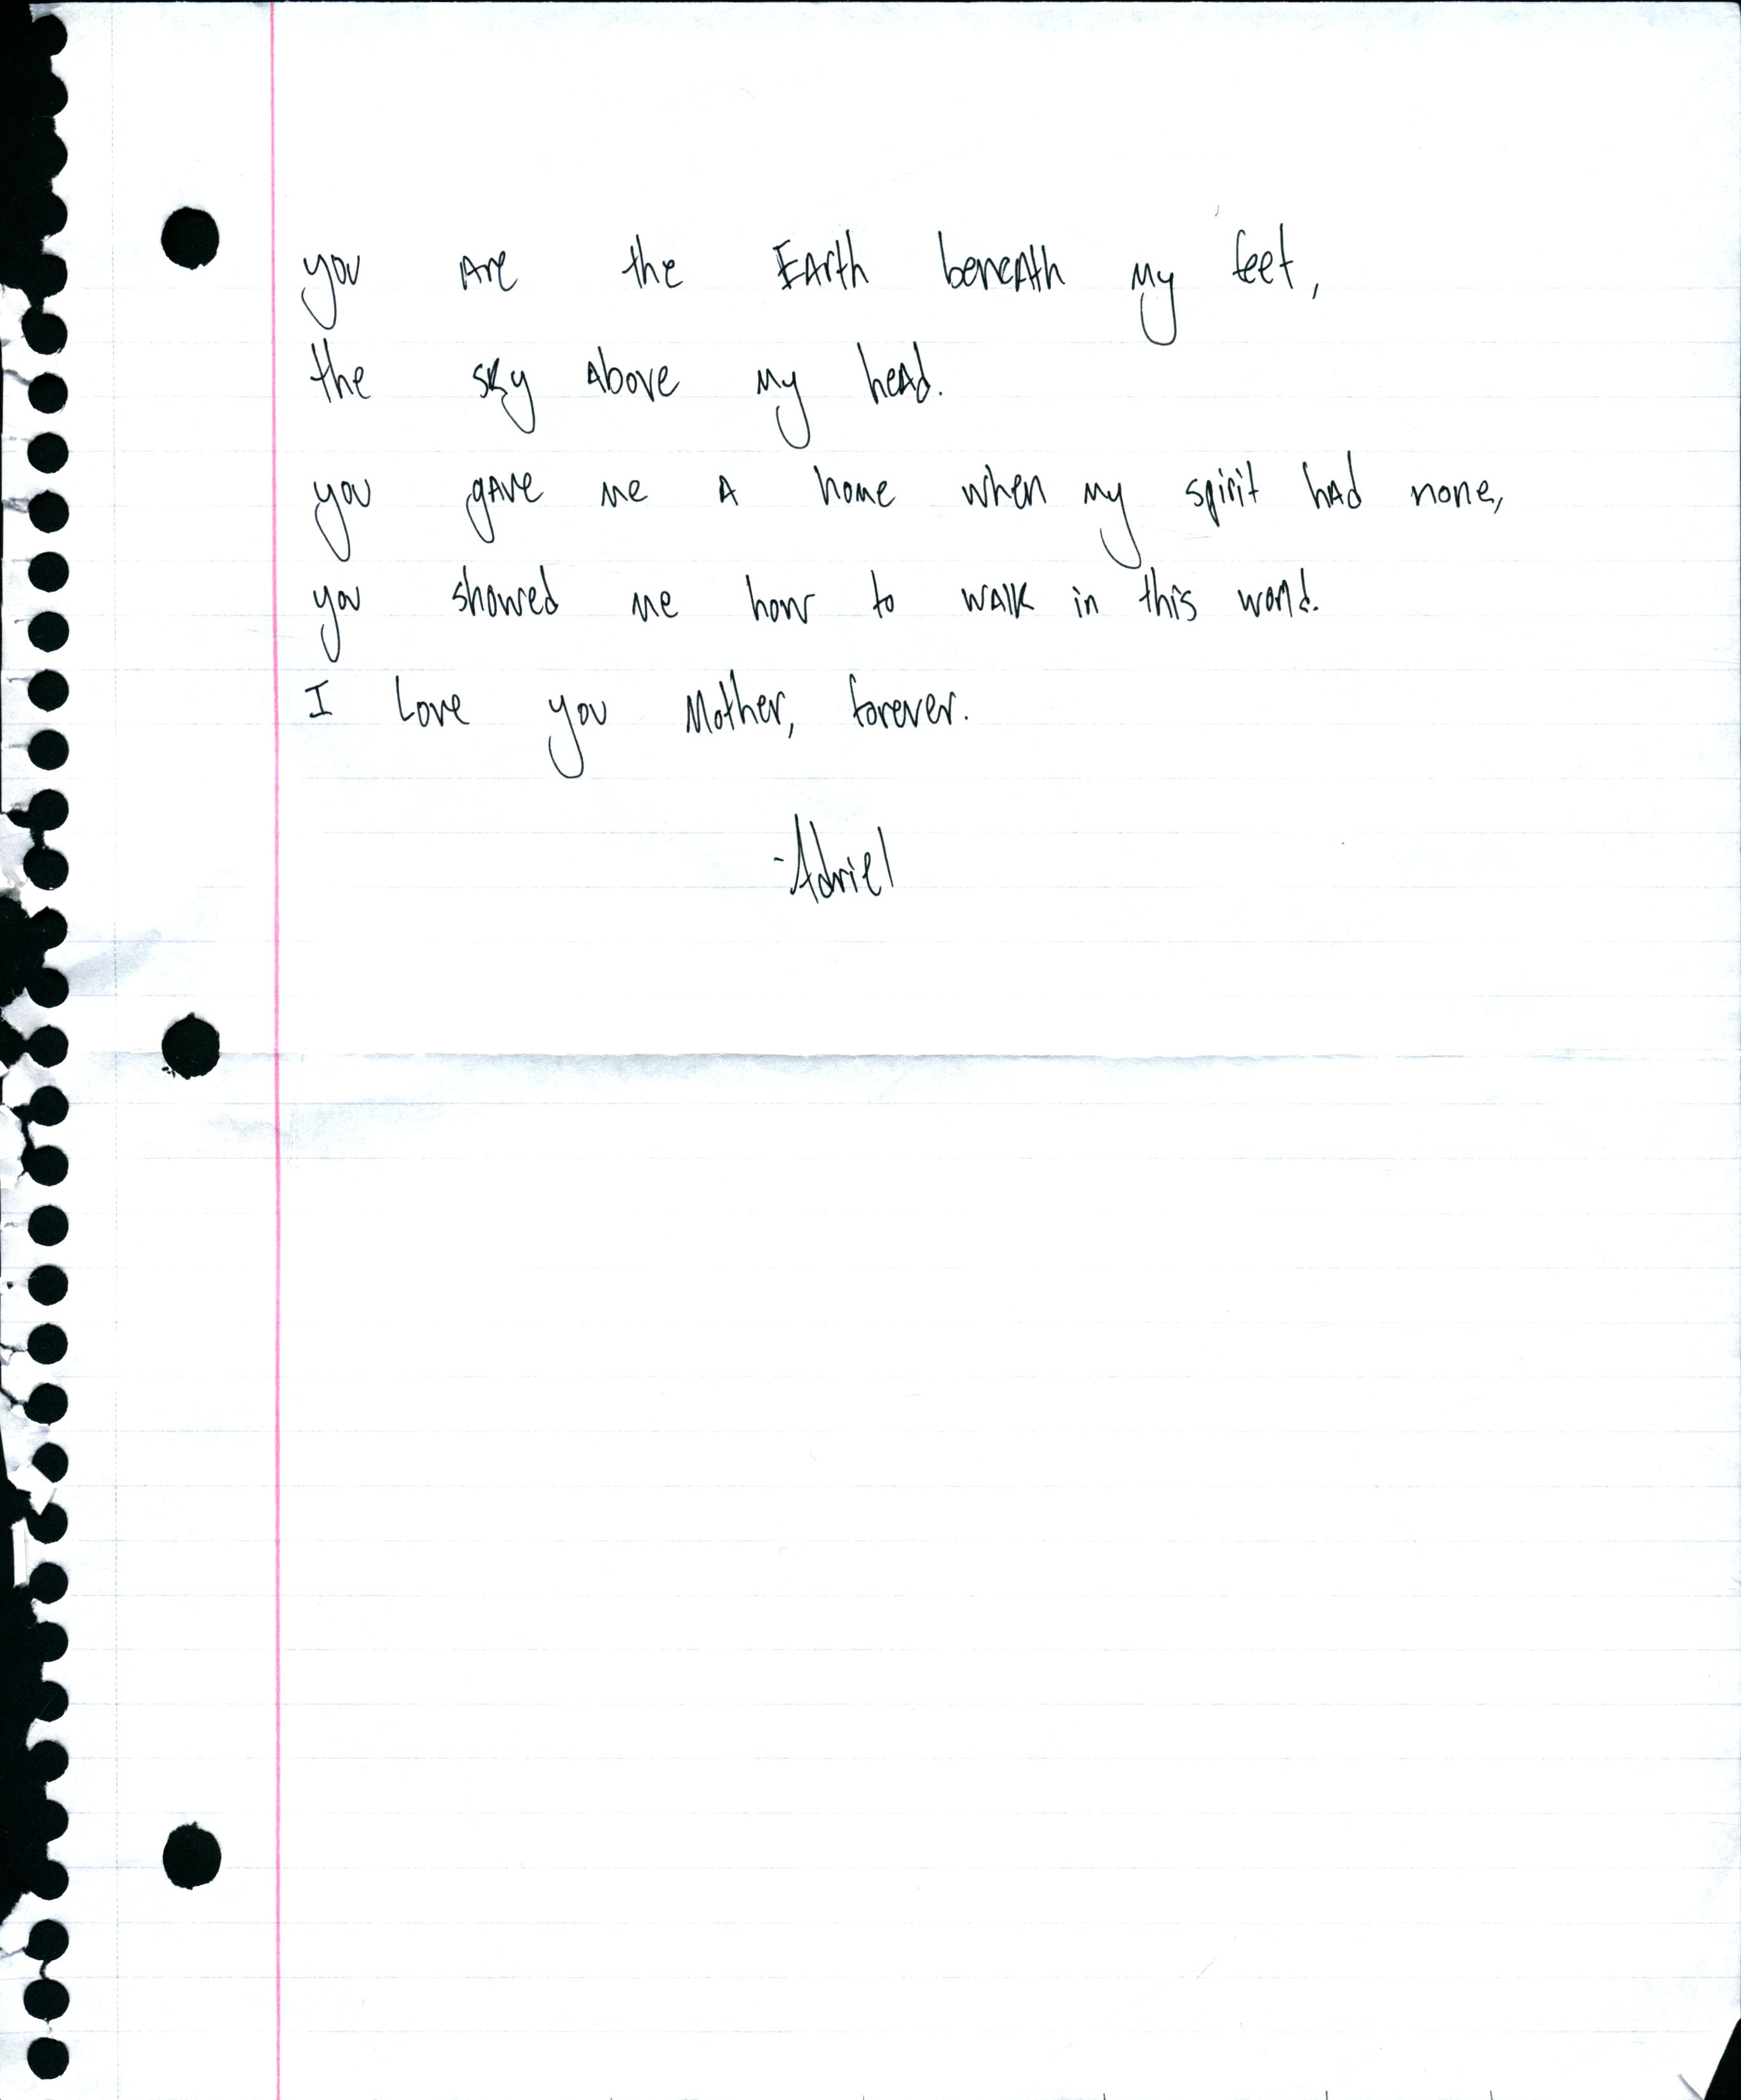 you are the Earth beneath my feet,
the sky above my head.
you gave me a home when my spirit had none,
you showed me how to walk in this world.
I Love you Mother, forever.
-Adriel